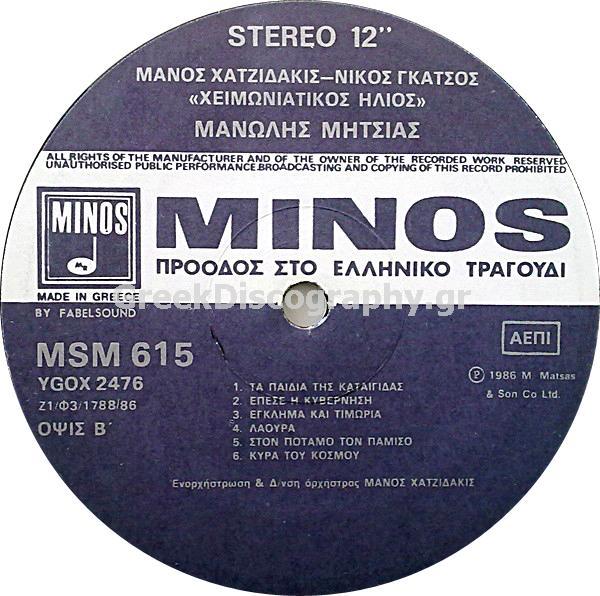 STEREO 12''
ΜΑΝΟΣ ΧΑΤΖΙΔΑΚΙΣ–ΝΙΚΟΣ ΓΚΑΤΣΟΣ
«ΧΕΙΜΩΝΙΑΤΙΚΟΣ ΗΛΙΟΣ»
ΜΑΝΩΛΗΣ ΜΗΤΣΙΑΣ
ALL RIGHTS OF THE MANUFACTURER AND OF THE OWNER OF THE RECORDED WORK RESERVED
UNAUTHORISED PUBLIC PERFORMANCE.BROADCASTING AND COPYING OF THIS RECORD PROHIBITED
MINOS
MINOS
ΠΡΟΟΔΟΣ ΣΤΟ ΕΛΛΗΝΙΚΟ ΤΡΑΓΟΥΔΙ
MADE IN GREECE
BY FABELSOUND
GreekDiscography.gr
MSM 615
ΑΕΠΙ
YGOX 2476
Ζ1/Φ3/1788/86
ΟΨΙΣ Β΄
℗ 1986 M. Matsas
& Son Co Ltd.
1. ΤΑ ΠΑΙΔΙΑ ΤΗΣ ΚΑΤΑΙΓΙΔΑΣ
2. ΕΠΕΣΕ Η ΚΥΒΕΡΝΗΣΗ
3. ΕΓΚΛΗΜΑ ΚΑΙ ΤΙΜΩΡΙΑ
4. ΛΑΟΥΡΑ
5. ΣΤΟΝ ΠΟΤΑΜΟ ΤΟΝ ΠΑΜΙΣΟ
6. ΚΥΡΑ ΤΟΥ ΚΟΣΜΟΥ
Ἐνορχήστρωση & Δ/νση ὀρχήστρας ΜΑΝΟΣ ΧΑΤΖΙΔΑΚΙΣ